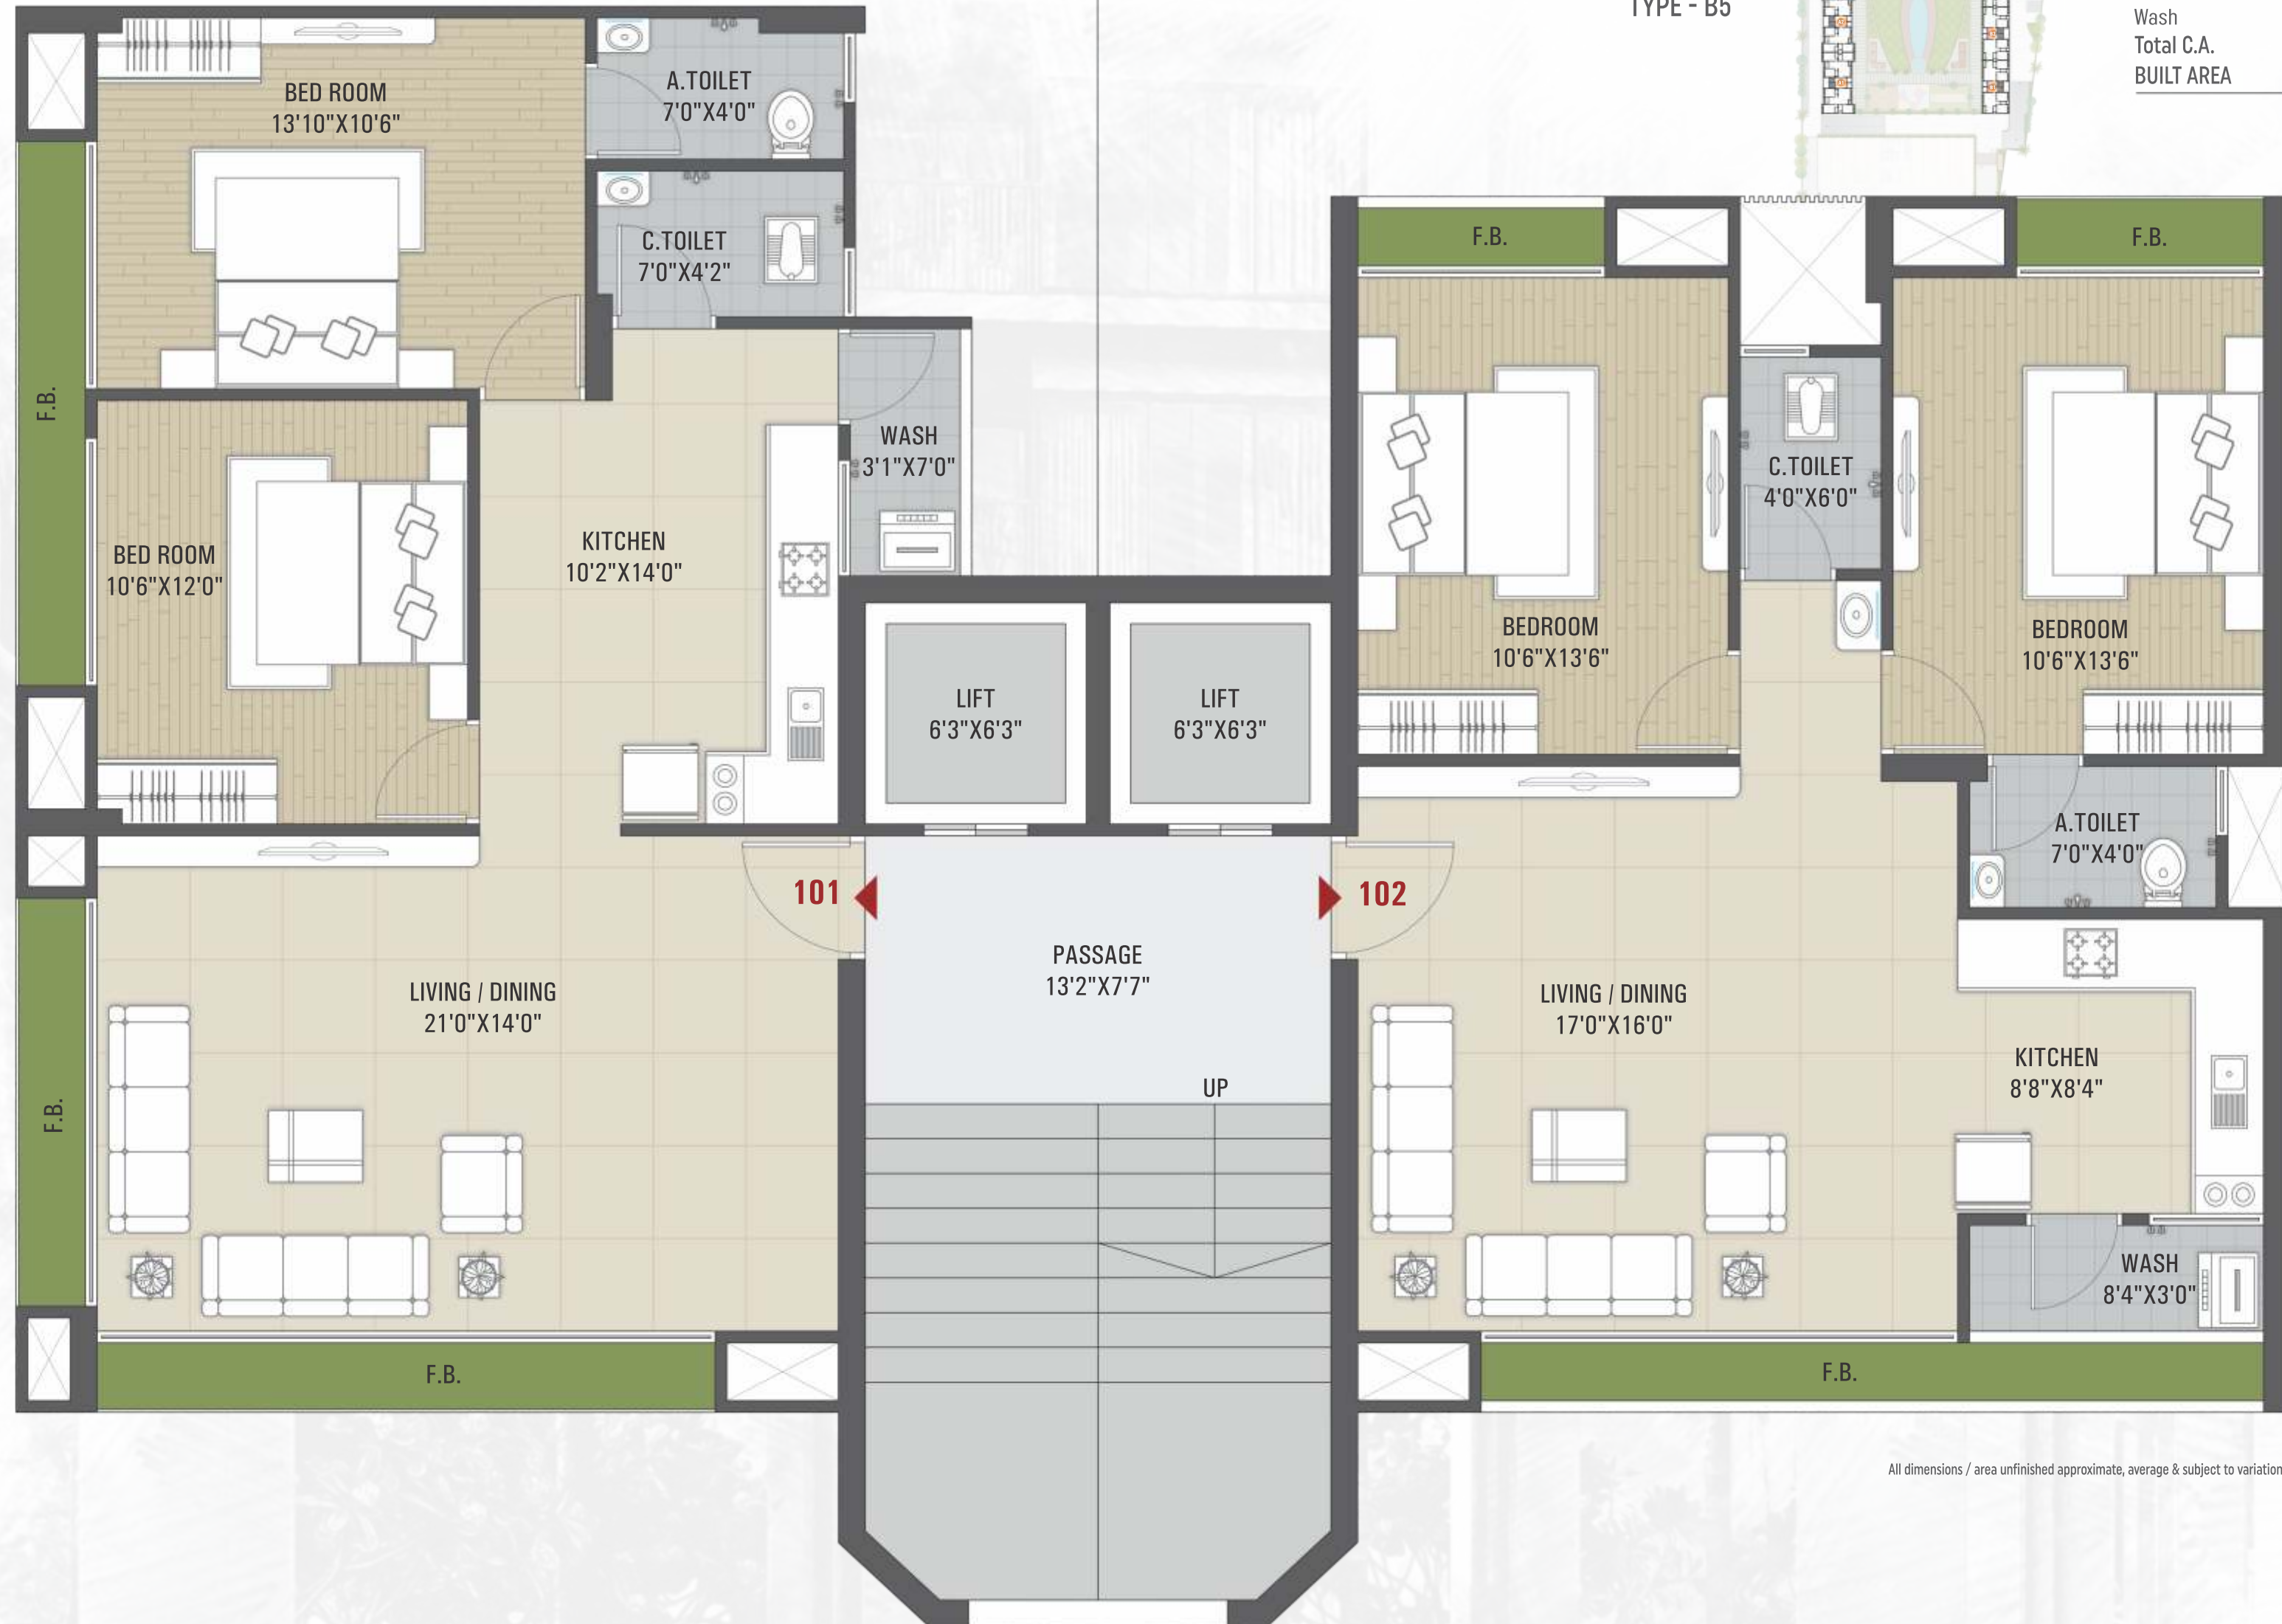 TYPE - B5
Wash
Total C.A.
BUILT AREA
BED ROOM
13'10"X10'6"
A.TOILET
7'0"X4'0"
C.TOILET
7'0"X4'2"
F.B.
WASH
3'1"X7'0"
BED ROOM
10'6"X12'0"
KITCHEN
10'2"X14'0"
LIFT
6'3"X6'3"
LIFT
6'3"X6'3"
F.B.
F.B.
C.TOILET
4'0"X6'0"
BEDROOM
10'6"X13'6"
BEDROOM
10'6"X13'6"
A.TOILET
7'0"X4'0"
101
102
PASSAGE
13'2"X7'7"
LIVING / DINING
21'0"X14'0"
LIVING / DINING
17'0"X16'0"
KITCHEN
8'8"X8'4"
UP
F.B.
WASH
8'4"X3'0"
F.B.
F.B.
All dimensions / area unfinished approximate, average & subject to variation